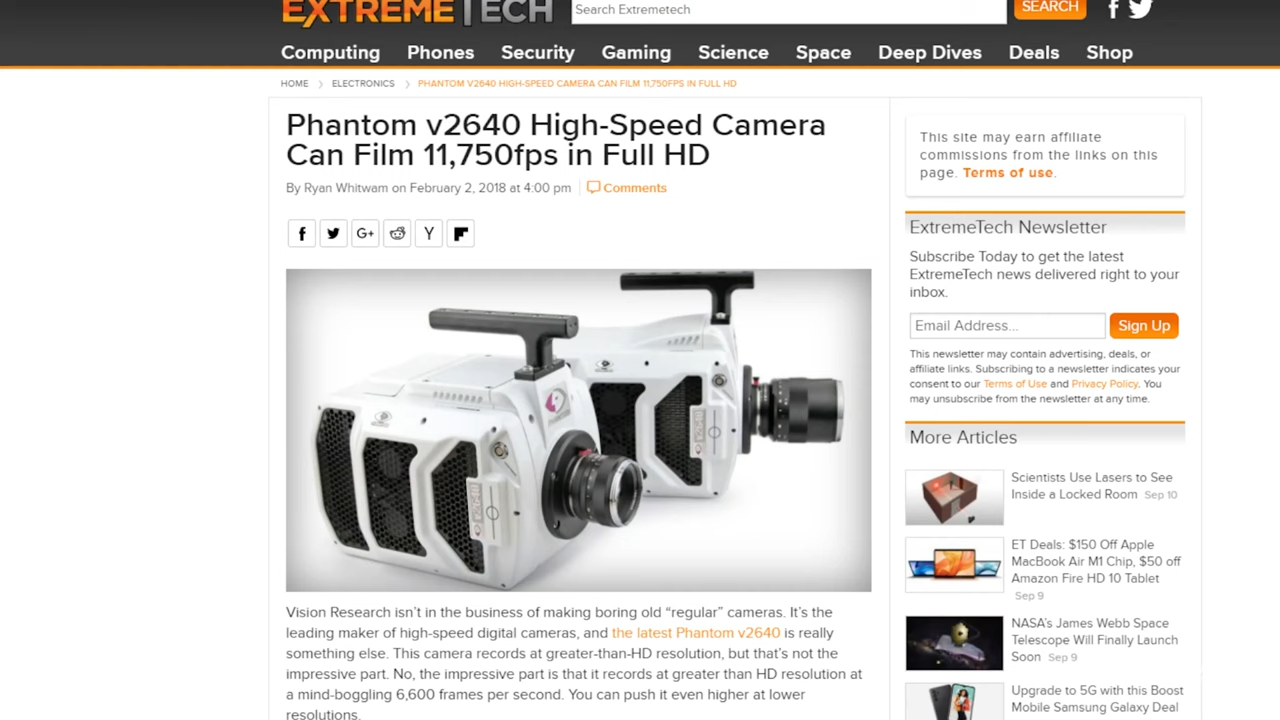 EXTREMETECH
Search Extremetech
SEARCH
Computing Phones Security Gaming Science Space Deep Dives Deals Shop
HOME > ELECTRONICS > PHANTOM V2640 HIGH-SPEED CAMERA CAN FILM 11,750FPS IN FULL HD
Phantom v2640 High-Speed Camera
Can Film 11,750fps in Full HD
By Ryan Whitwam on February 2, 2018 at 4:00 pm
Comments
G+
Y
Vision Research isn't in the business of making boring old “regular” cameras. It's the
leading maker of high-speed digital cameras, and the latest Phantom v2640 is really
something else. This camera records at greater-than-HD resolution, but that's not the
impressive part. No, the impressive part is that it records at greater than HD resolution at
a mind-boggling 6,600 frames per second. You can push it even higher at lower
resolutions.
This site may earn affiliate
commissions from the links on this
page. Terms of use.
ExtremeTech Newsletter
Subscribe Today to get the latest
ExtremeTech news delivered right to your
inbox.
Email Address...
Sign Up
This newsletter may contain advertising, deals, or
affiliate links. Subscribing to a newsletter indicates your
consent to our Terms of Use and Privacy Policy. You
may unsubscribe from the newsletter at any time.
More Articles
Scientists Use Lasers to See
Inside a Locked Room Sep 10
ET Deals: $150 Off Apple
MacBook Air M1 Chip, $50 off
Amazon Fire HD 10 Tablet
Sep 9
NASA's James Webb Space
Telescope Will Finally Launch
Soon Sep 9
Upgrade to 5G with this Boost
Mobile Samsung Galaxy Deal